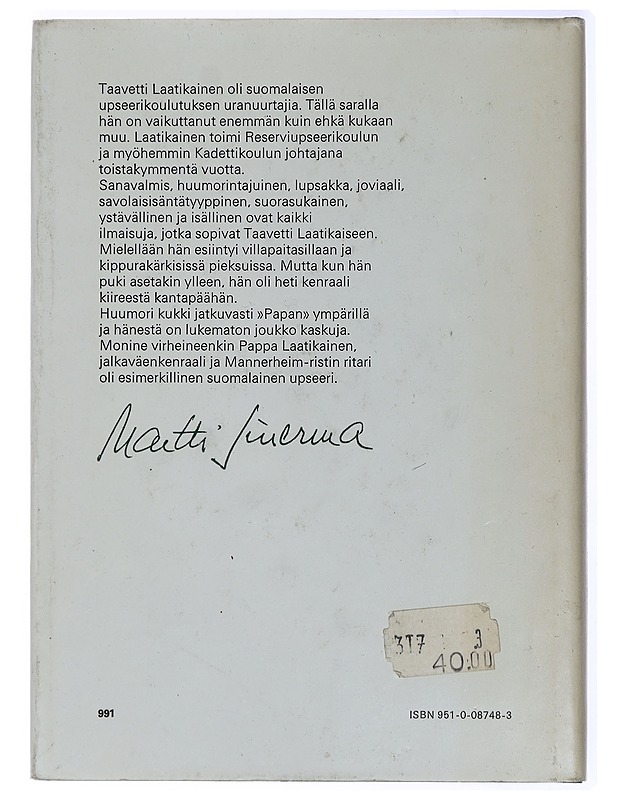 Taavetti Laatikainen oli suomalaisen
upseerikoulutuksen uranuurtajia. Tällä saralla
hän on vaikuttanut enemmän kuin ehkä kukaan
muu. Laatikainen toimi Reserviupseerikoulun
ja myöhemmin Kadettikoulun johtajana
toistakymmentä vuotta.
Sanavalmis, huumorintajuinen, lupsakka, joviaali,
savolaisisäntätyyppinen, suorasukainen,
ystävällinen ja isällinen ovat kaikki
ilmaisuja, jotka sopivat Taavetti Laatikaiseen.
Mielellään hän esiintyi villapaitasillaan ja
kippurakärkisissä pieksuissa. Mutta kun hän
puki asetakin ylleen, hän oli heti kenraali
kiireestä kantapäähän.
Huumori kukki jatkuvasti »Papan» ympärillä
ja hänestä on lukematon joukko kaskuja.
Monine virheineenkin Pappa Laatikainen,
jalkaväenkenraali ja Mannerheim-ristin ritari
oli esimerkillinen suomalainen upseeri.
Martti Sinerma
3T7 3
40.00
991
ISBN 951-0-08748-3